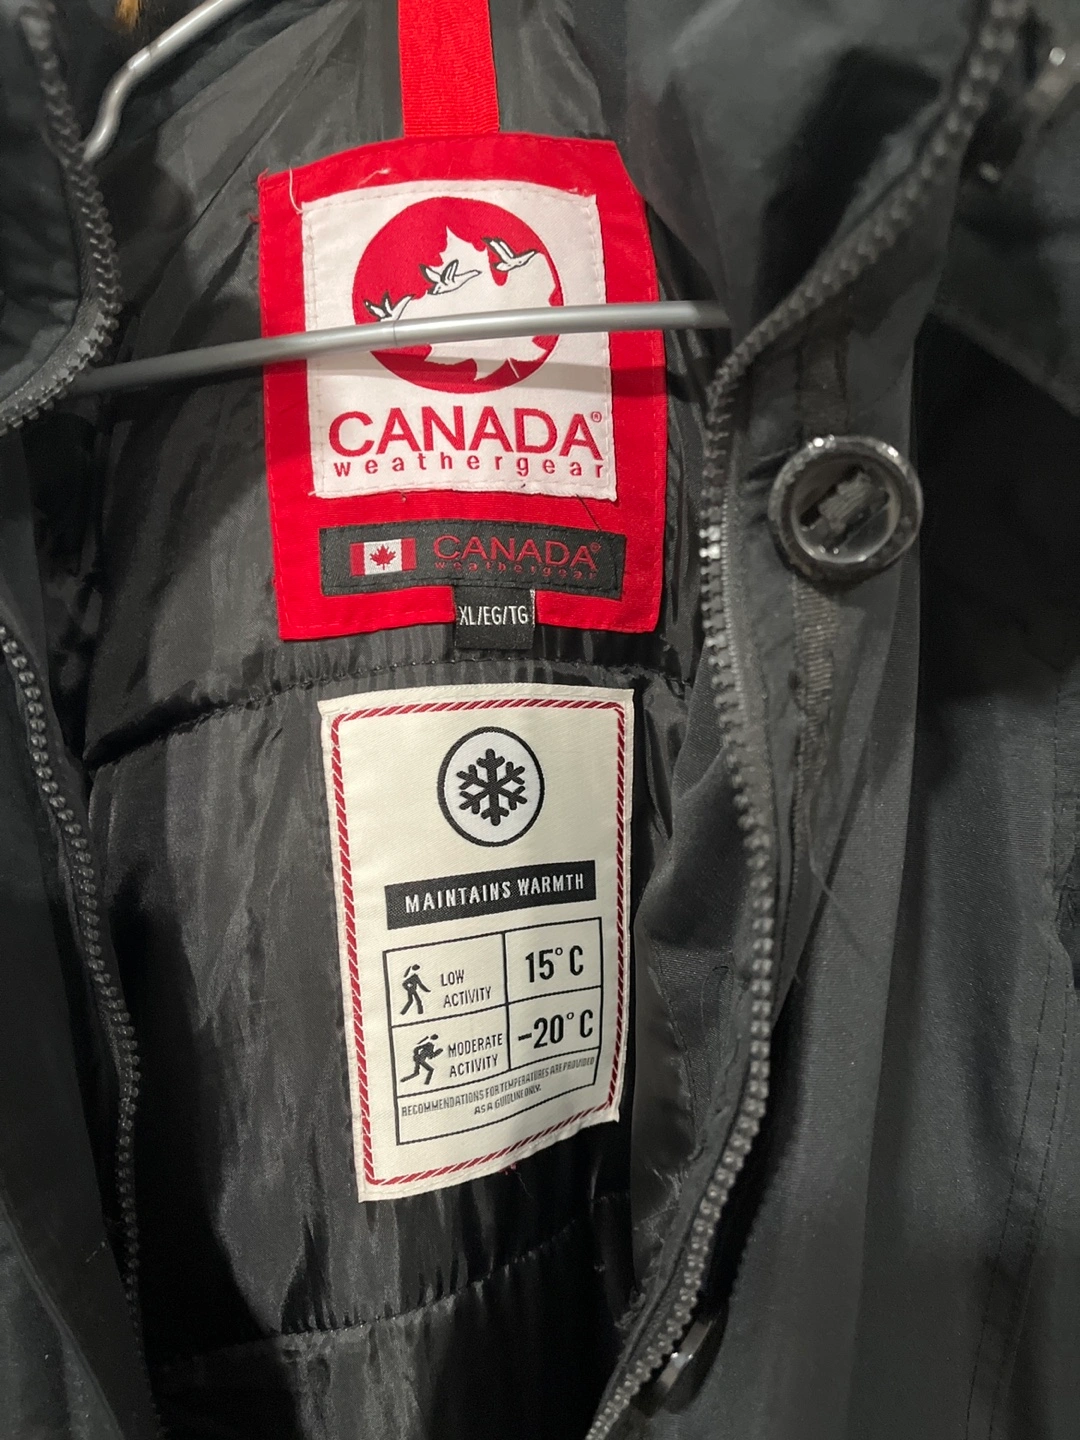 CANADA®
weathergear
CANADA®
weathergear
XL/EG/TG
MAINTAINS WARMTH
LOW
ACTIVITY
15°C
MODERATE
ACTIVITY
-20°C
RECOMMENDATIONS FOR TEMPERATURES ARE PROVIDED
AS A GUIDLINE ONLY.